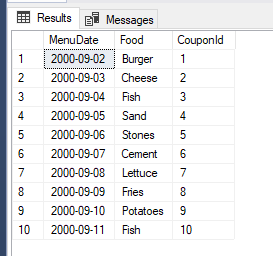 Results Messages
MenuDate Food CouponId
1 2000-09-02 Burger 1
2 2000-09-03 Cheese 2
3 2000-09-04 Fish 3
4 2000-09-05 Sand 4
5 2000-09-06 Stones 5
6 2000-09-07 Cement 6
7 2000-09-08 Lettuce 7
8 2000-09-09 Fries 8
9 2000-09-10 Potatoes 9
10 2000-09-11 Fish 10